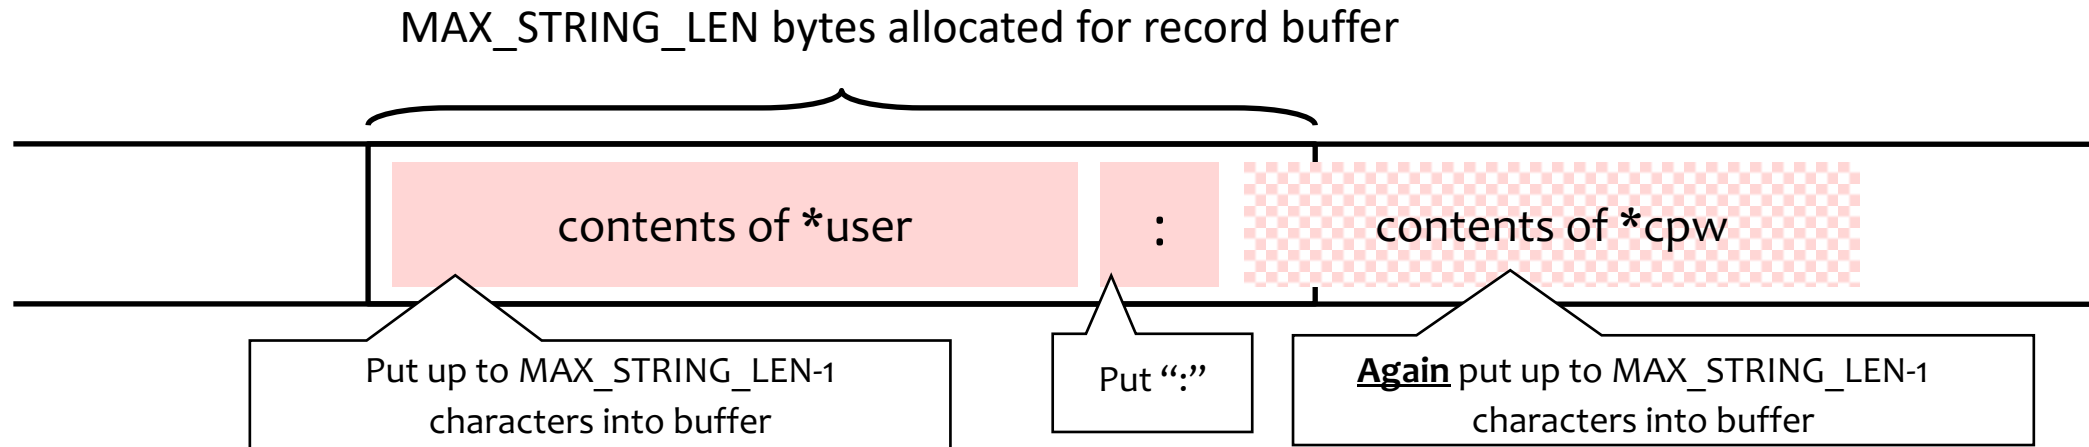 MAX_STRING_LEN bytes allocated for record buffer
contents of *user
:
contents of *cpw
Put up to MAX_STRING_LEN-1
characters into buffer
Put “:”
Again put up to MAX_STRING_LEN-1
characters into buffer